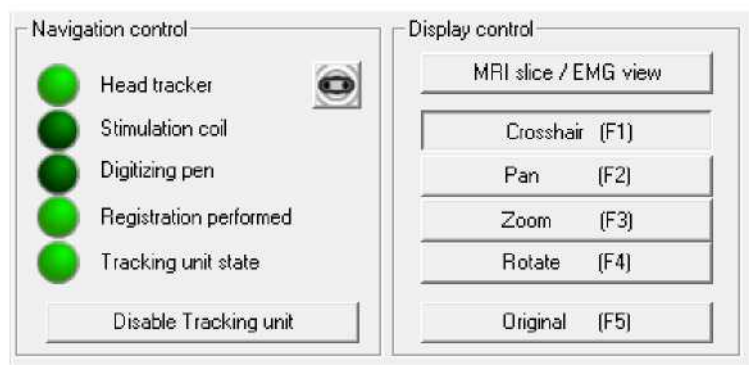 Navigation control
Head tracker
Stimulation coil
Digitizing pen
Registration performed
Tracking unit state
Disable Tracking unit
Display control
MRI slice / EMG view
Crosshair (F1)
Pan (F2)
Zoom (F3)
Rotate (F4)
Original (F5)